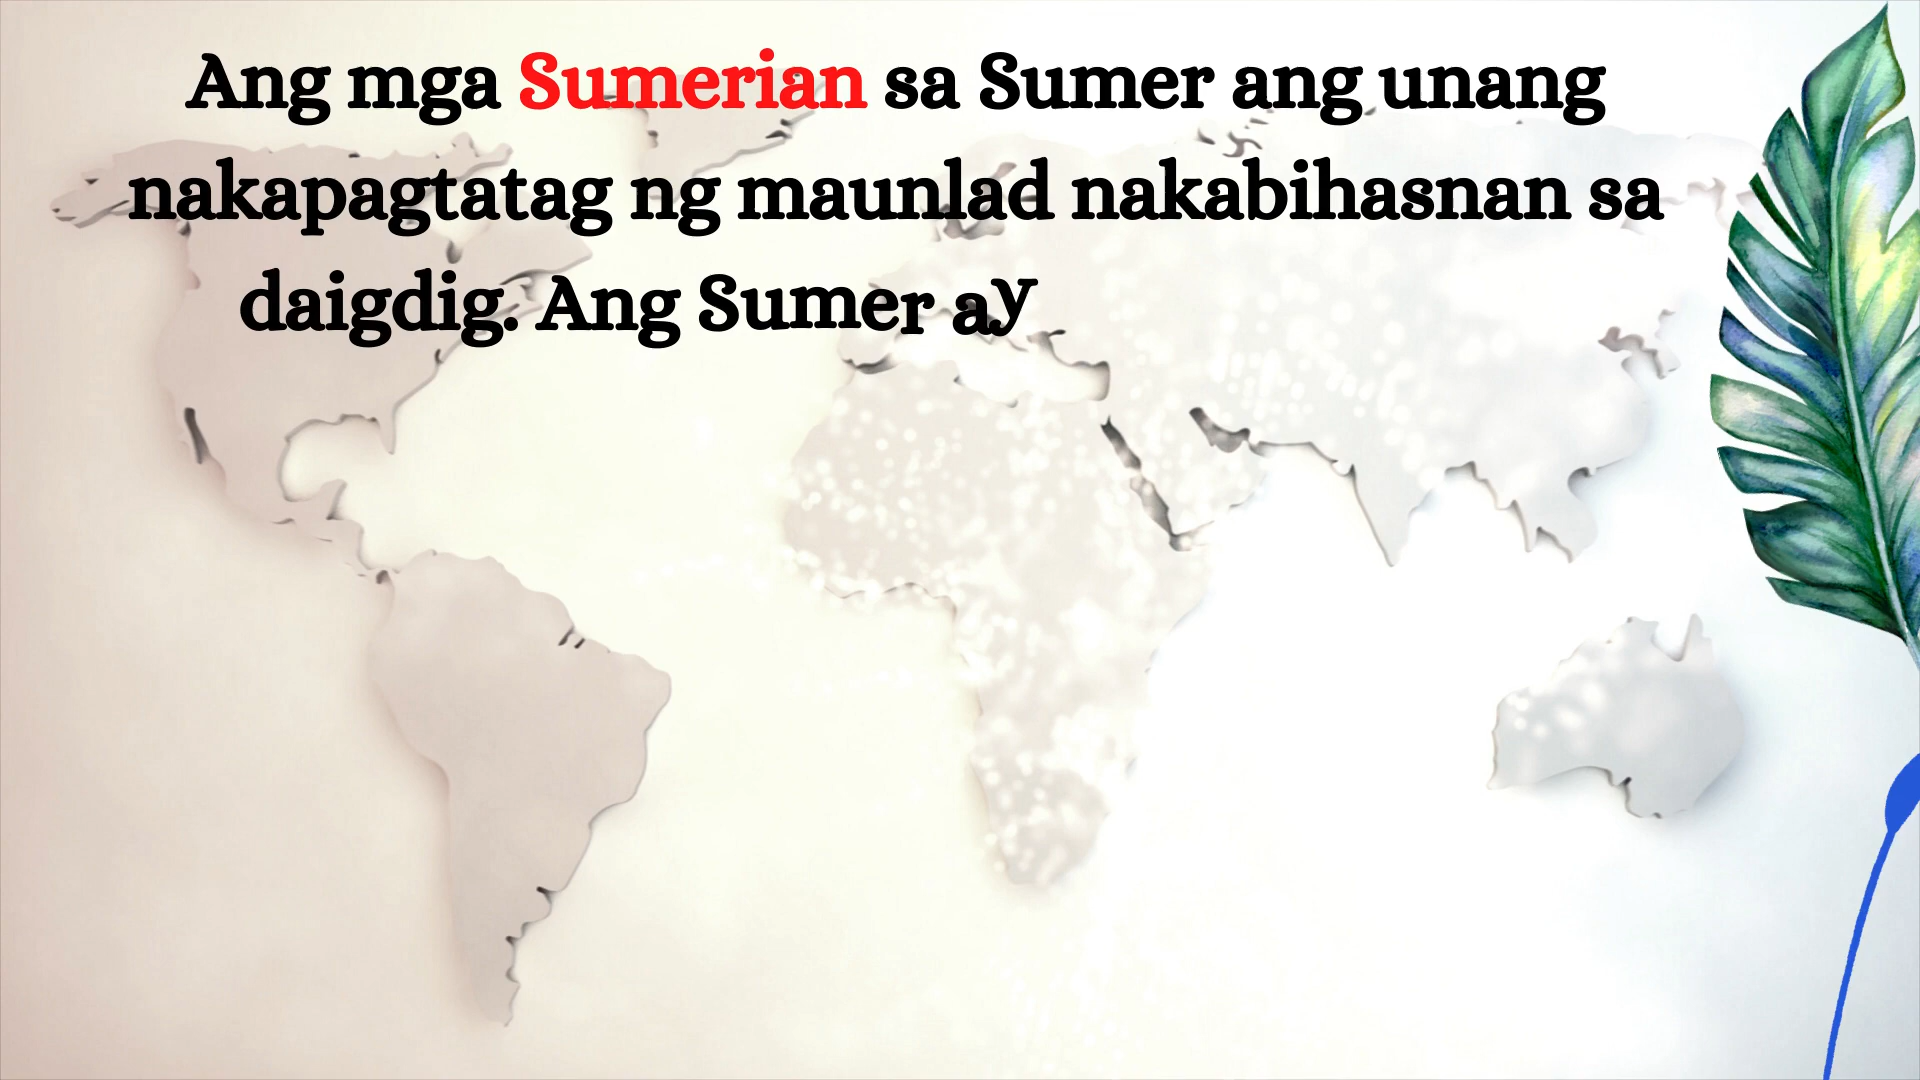 Ang mga Sumerian sa Sumer ang unang
nakapagtatag ng maunlad nakabihasnan sa
daigdig. Ang Sumer ay